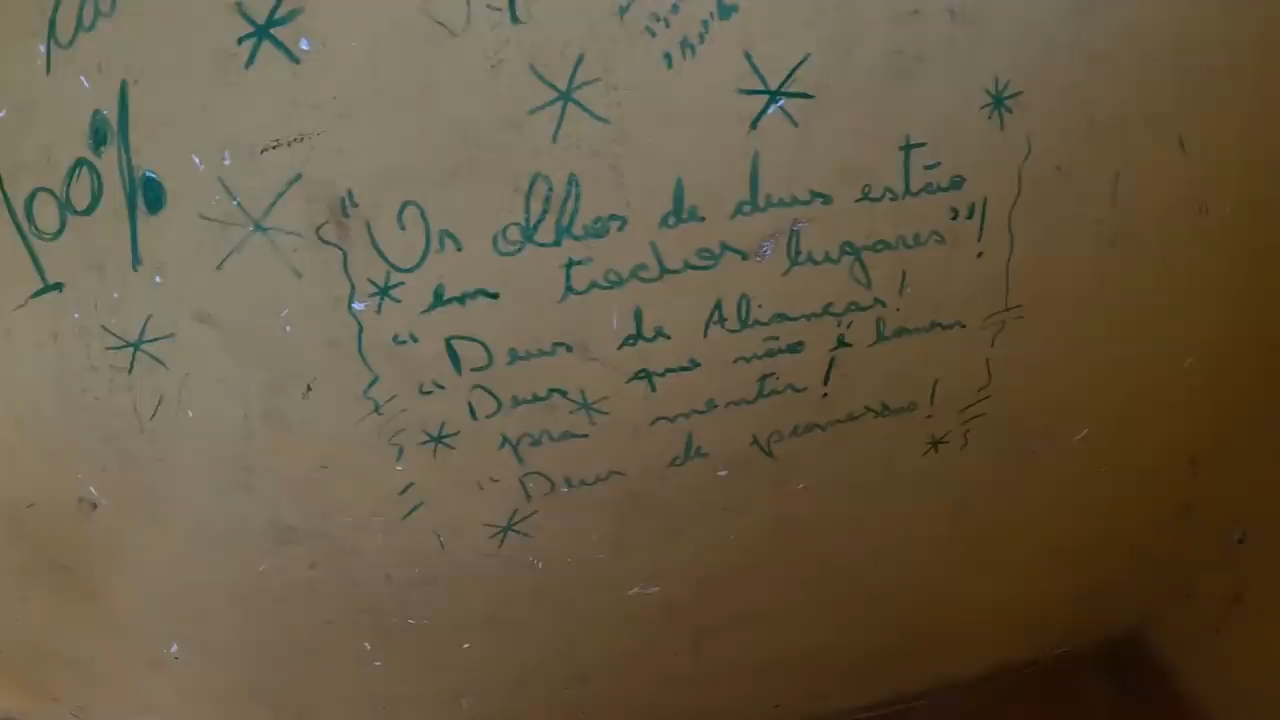 100%
"Os olhos de deus estão
em todos lugares"!
"Deus de Alianças!
"Deus que não é homem
pra mentir!
"Deus de promessas!